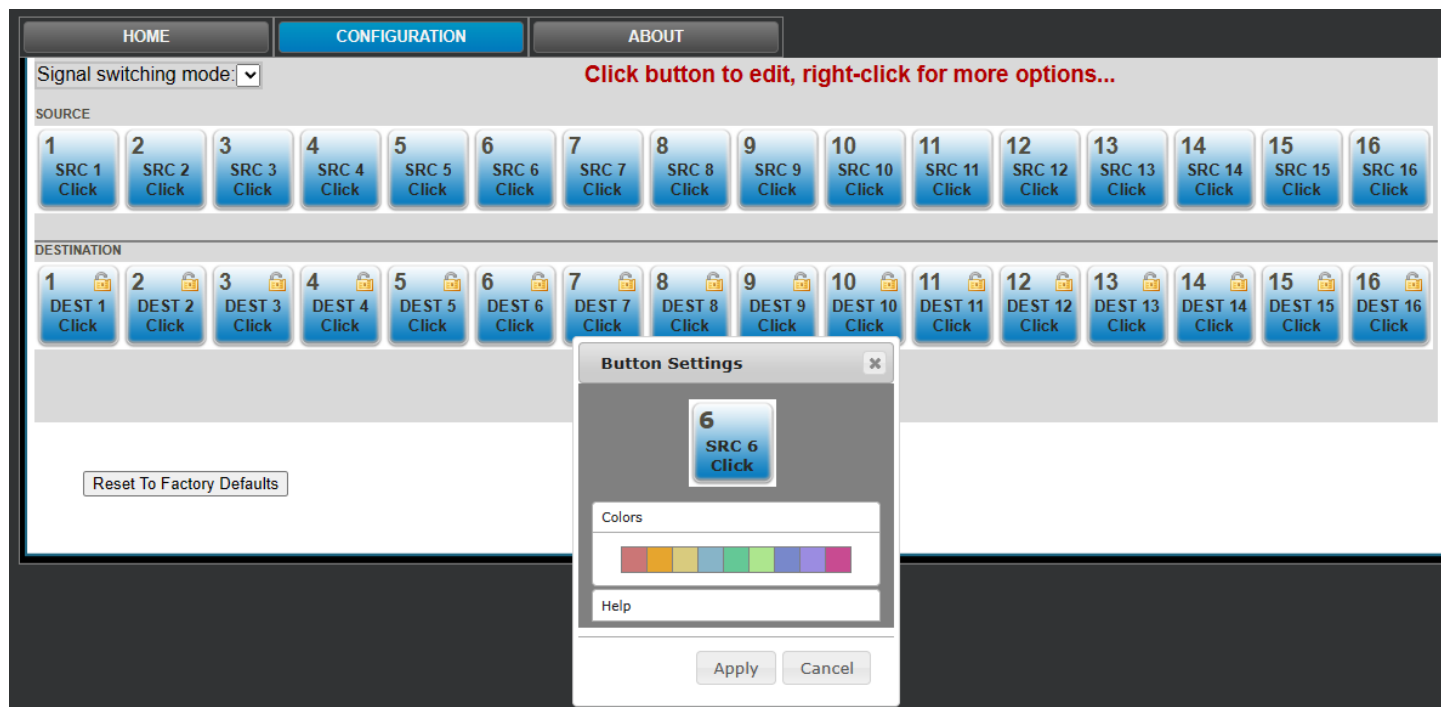 HOME CONFIGURATION ABOUT
Signal switching mode: Click button to edit, right-click for more options...
SOURCE
1 2 3 4 5 6 7 8 9 10 11 12 13 14 15 16
SRC 1 SRC 2 SRC 3 SRC 4 SRC 5 SRC 6 SRC 7 SRC 8 SRC 9 SRC 10 SRC 11 SRC 12 SRC 13 SRC 14 SRC 15 SRC 16
Click Click Click Click Click Click Click Click Click Click Click Click Click Click Click Click
DESTINATION
1 2 3 4 5 6 7 8 9 10 11 12 13 14 15 16
DEST 1 DEST 2 DEST 3 DEST 4 DEST 5 DEST 6 DEST 7 DEST 8 DEST 9 DEST 10 DEST 11 DEST 12 DEST 13 DEST 14 DEST 15 DEST 16
Click Click Click Click Click Click Click Click Click Click Click Click Click Click Click Click
Button Settings
6
SRC 6
Click
Reset To Factory Defaults
Colors
Help
Apply Cancel